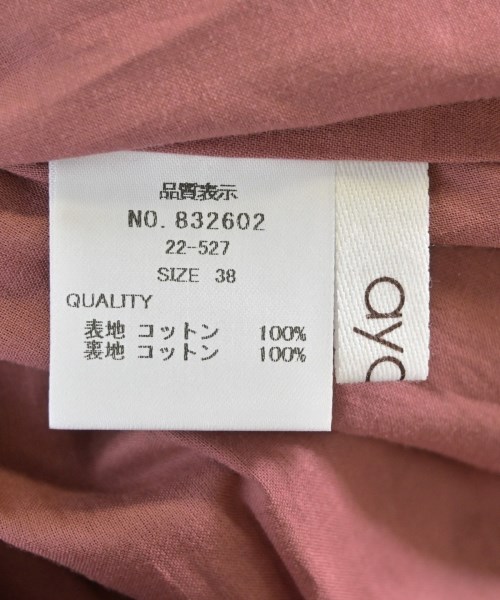 品質表示
NO. 832602
22-527
SIZE 38
QUALITY
表地 コットン 100%
裏地 コットン 100%